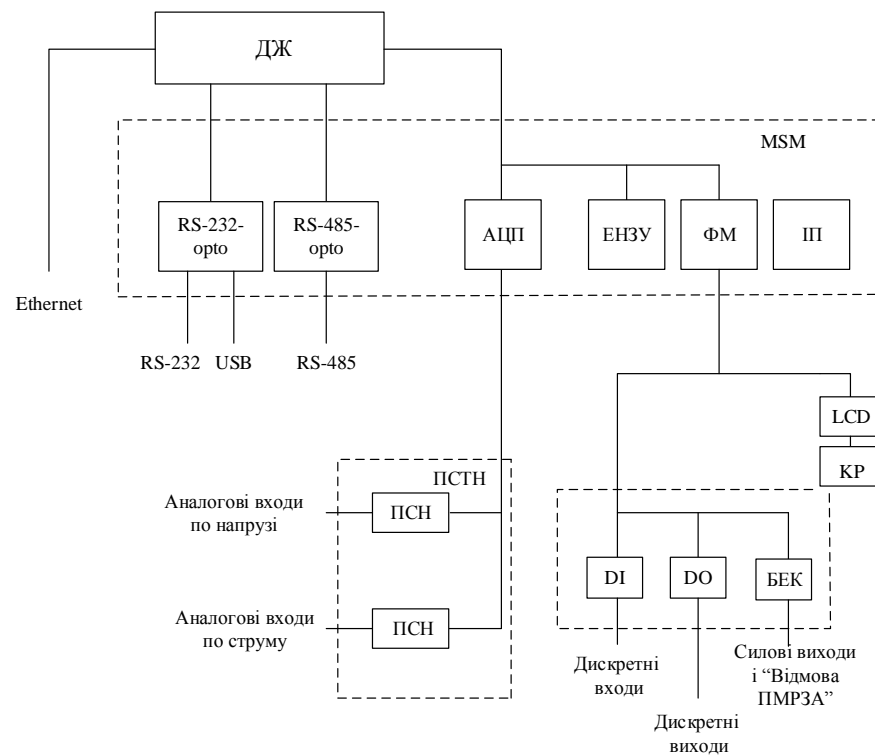 ДЖ
MSM
RS-232-
opto
RS-485-
opto
АЦП
ЕНЗУ
ФМ
ІП
Ethernet
RS-232
USB
RS-485
LCD
КР
ПСТН
Аналогові входи
по напрузі
ПСН
Аналогові входи
по струму
ПСН
DI
DO
БЕК
Дискретні
входи
Дискретні
виходи
Силові виходи
і “Відмова
ПМРЗА”